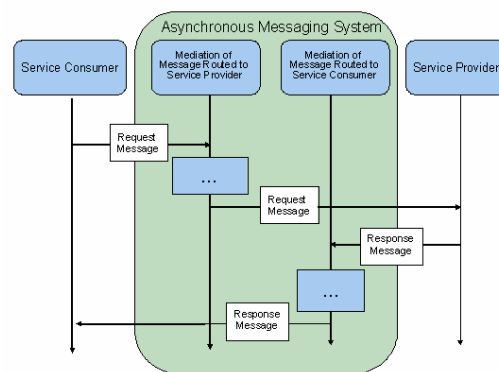 Asynchronous Messaging System
Service Consumer
Mediation of
Message Routed to
Service Provider
Mediation of
Message Routed to
Service Consumer
Service Provider
Request
Message
...
Request
Message
Response
Message
...
Response
Message